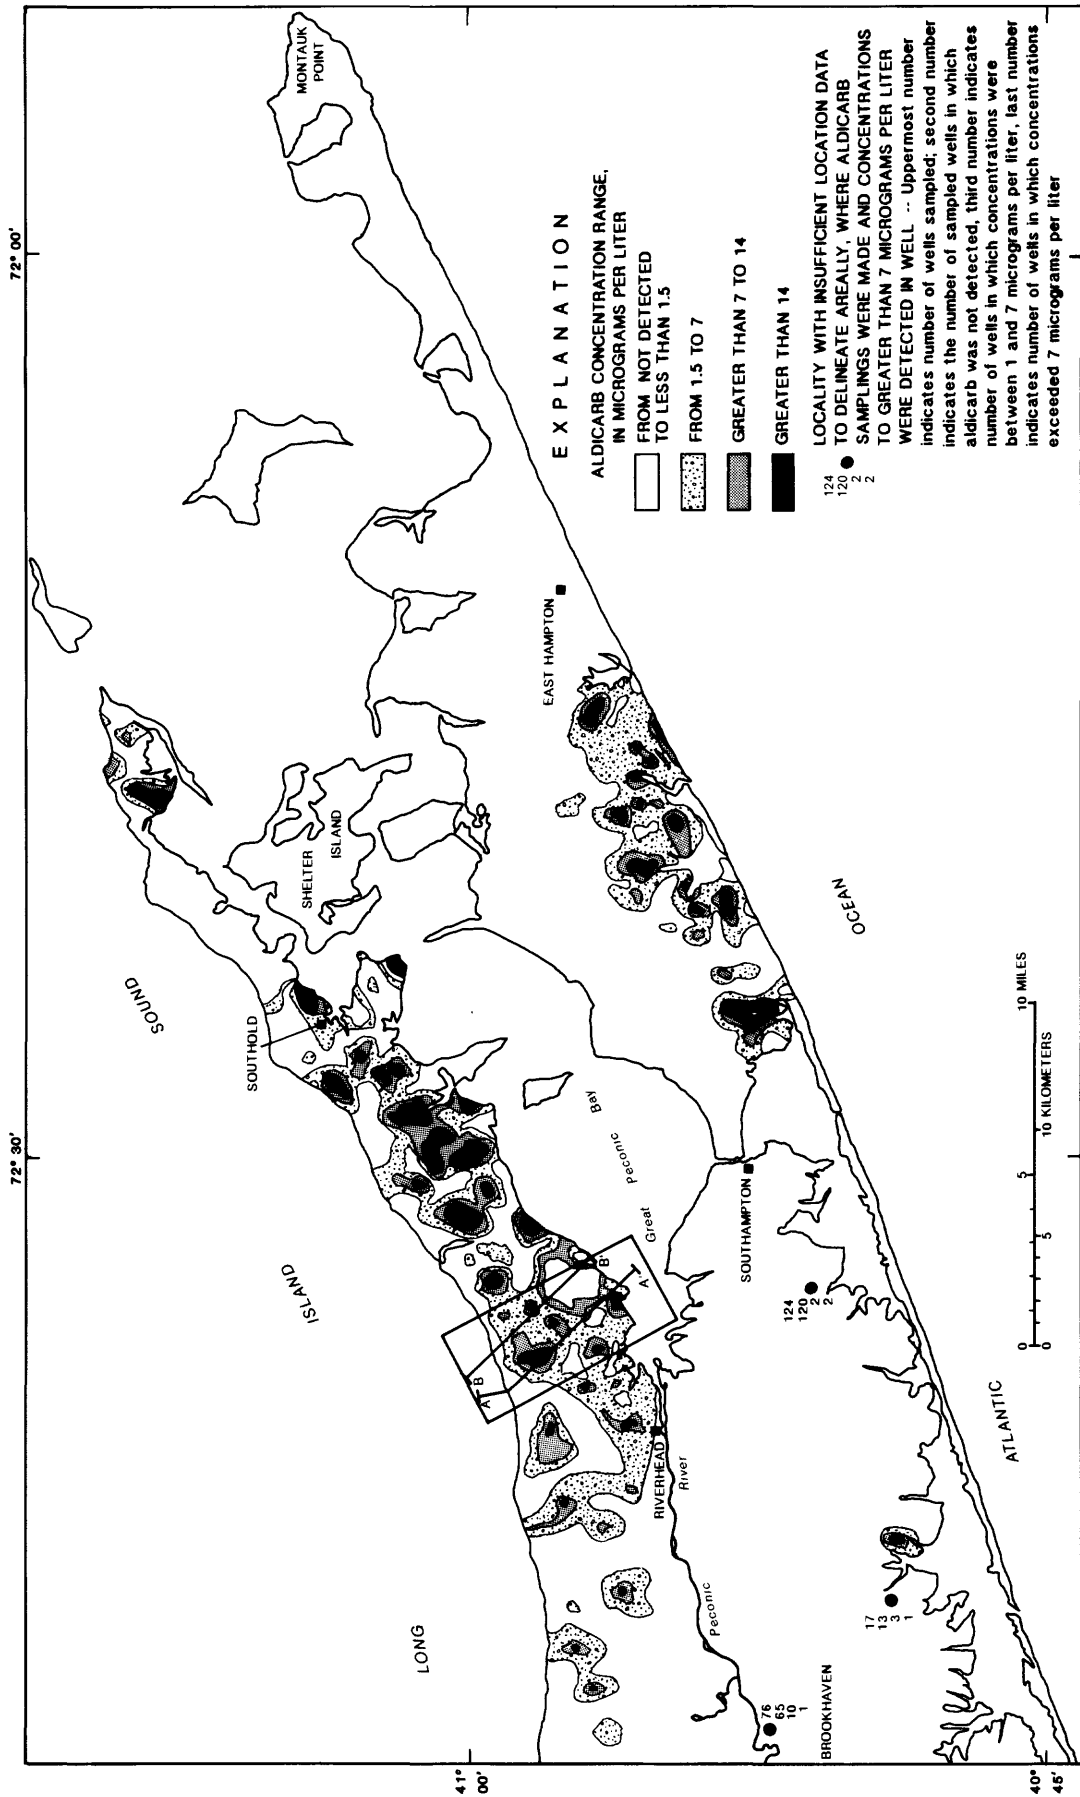 72° 30'
72° 00'
41°
00'
40°
45'
LONG
ISLAND
SOUND
MONTAUK
POINT
SOUTHOLD
SHELTER
ISLAND
EAST HAMPTON
Great Peconic Bay
A
B
B'
A'
RIVERHEAD
Peconic River
SOUTHAMPTON
BROOKHAVEN
76
65
10
1
17
13
3
1
124
120
2
2
ATLANTIC
OCEAN
0 5 10 MILES
0 5 10 KILOMETERS
EXPLANATION
ALDICARB CONCENTRATION RANGE,
IN MICROGRAMS PER LITER
FROM NOT DETECTED
TO LESS THAN 1.5
FROM 1.5 TO 7
GREATER THAN 7 TO 14
GREATER THAN 14
124
120
2
2
LOCALITY WITH INSUFFICIENT LOCATION DATA
TO DELINEATE AREALLY, WHERE ALDICARB
SAMPLINGS WERE MADE AND CONCENTRATIONS
TO GREATER THAN 7 MICROGRAMS PER LITER
WERE DETECTED IN WELL -- Uppermost number
indicates number of wells sampled; second number
indicates the number of sampled wells in which
aldicarb was not detected, third number indicates
number of wells in which concentrations were
between 1 and 7 micrograms per liter, last number
indicates number of wells in which concentrations
exceeded 7 micrograms per liter